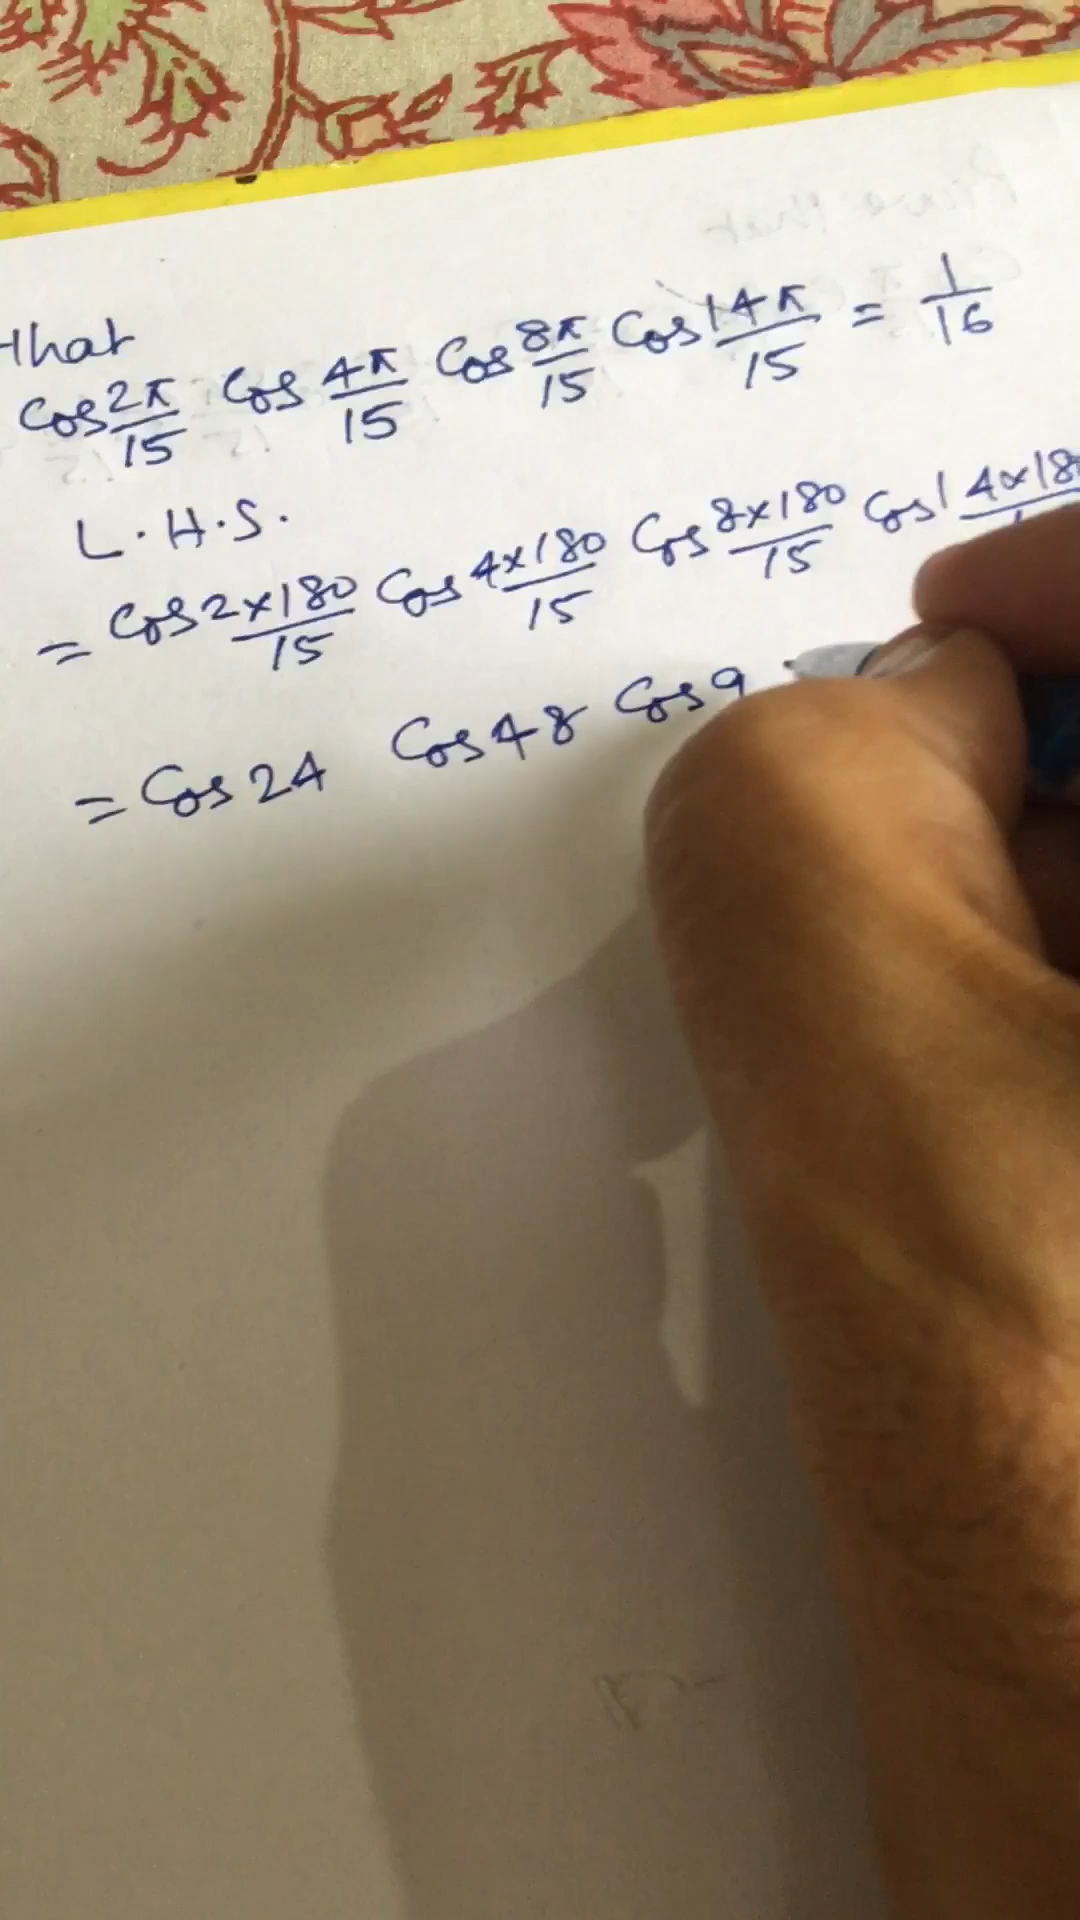 that
cos 2π/15 cos 4π/15 cos 8π/15 cos 14π/15 = 1/16
L.H.S.
= cos 2×180/15 cos 4×180/15 cos 8×180/15 cos 14×18
= cos 24 cos 48 cos 9